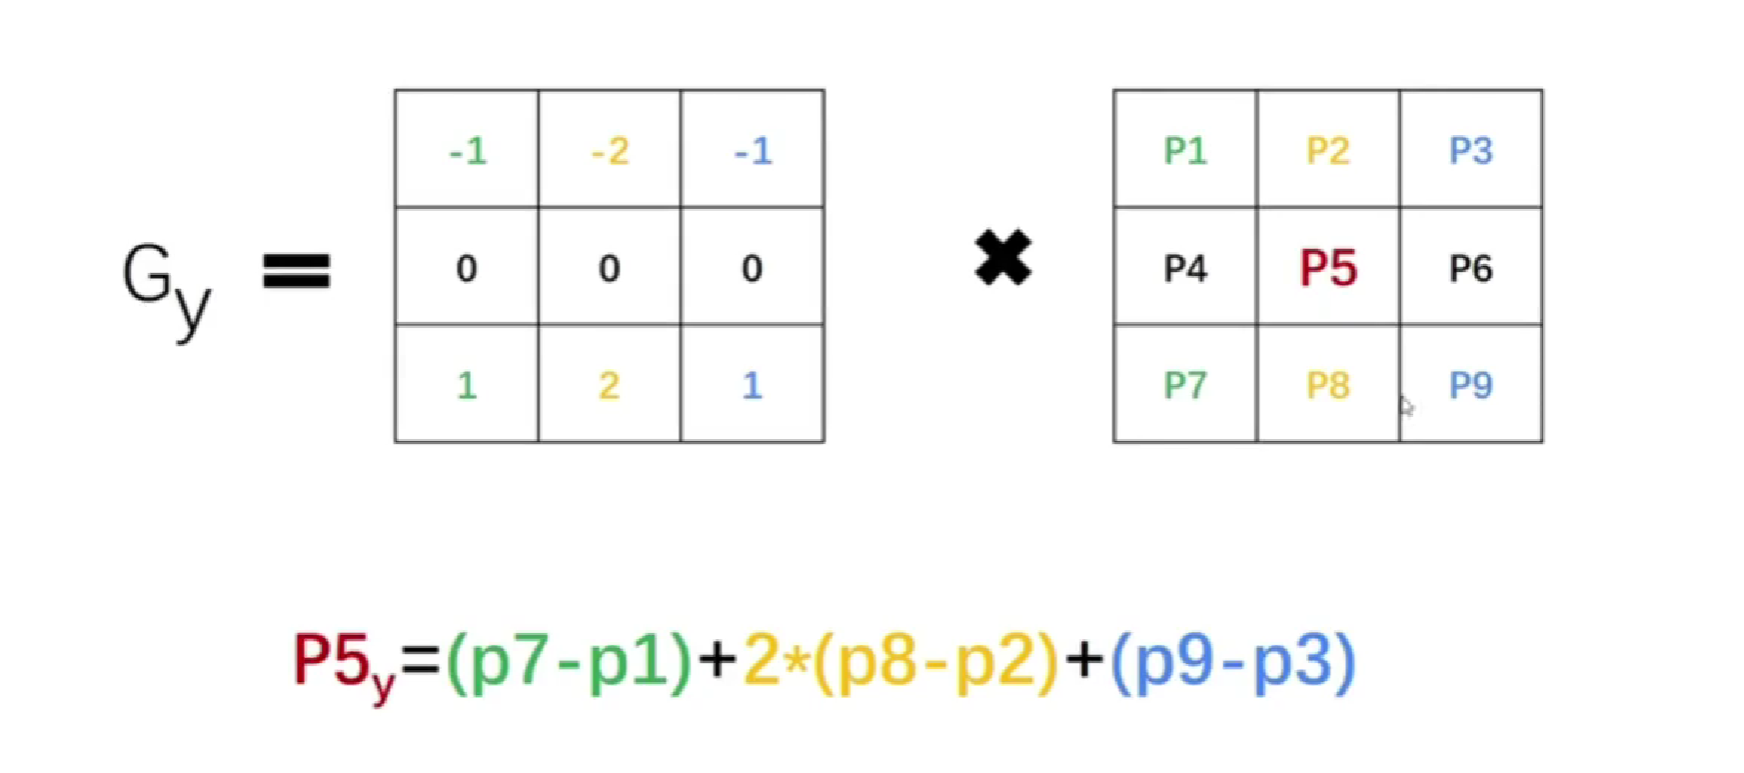 -1 -2 -1 P1 P2 P3
Gy = 0 0 0 ✖ P4 P5 P6
1 2 1 P7 P8 P9
P5y=(p7-p1)+2*(p8-p2)+(p9-p3)